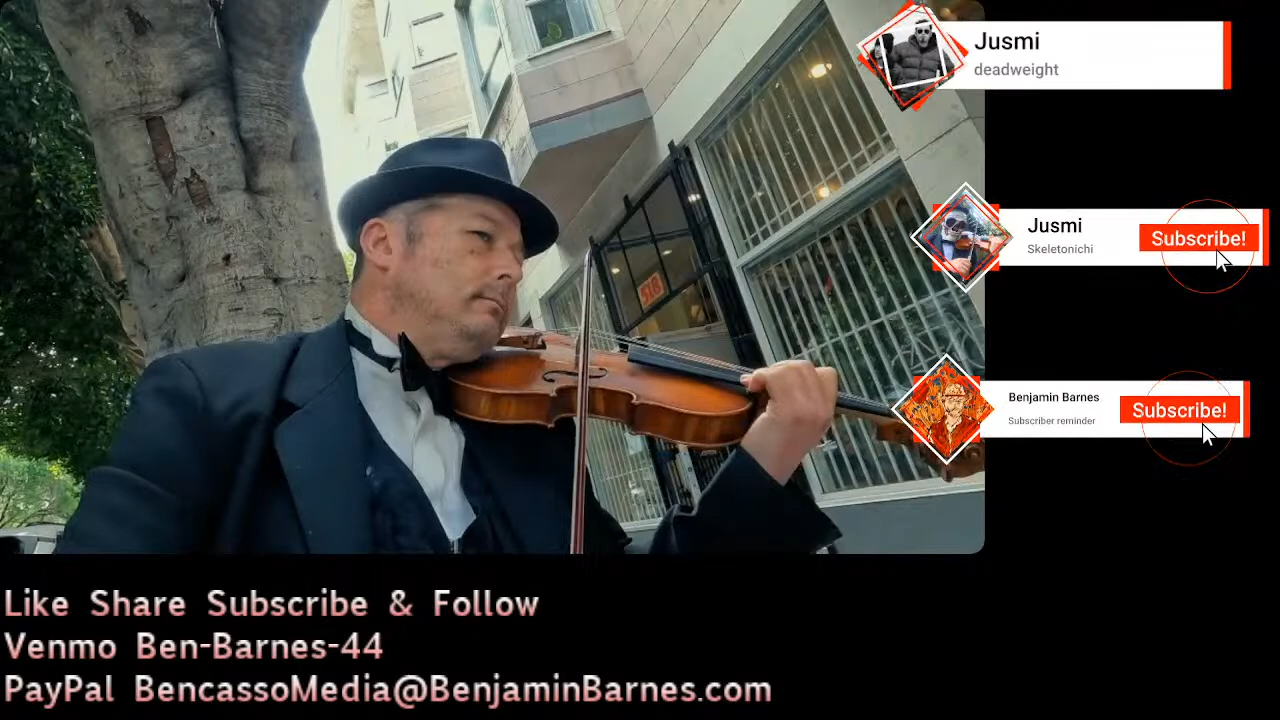 Jusmi
deadweight
Jusmi
Skeletonichi
Subscribe!
518
Benjamin Barnes
Subscriber reminder
Subscribe!
Like Share Subscribe & Follow
Venmo Ben-Barnes-44
PayPal BencassoMedia@BenjaminBarnes.com